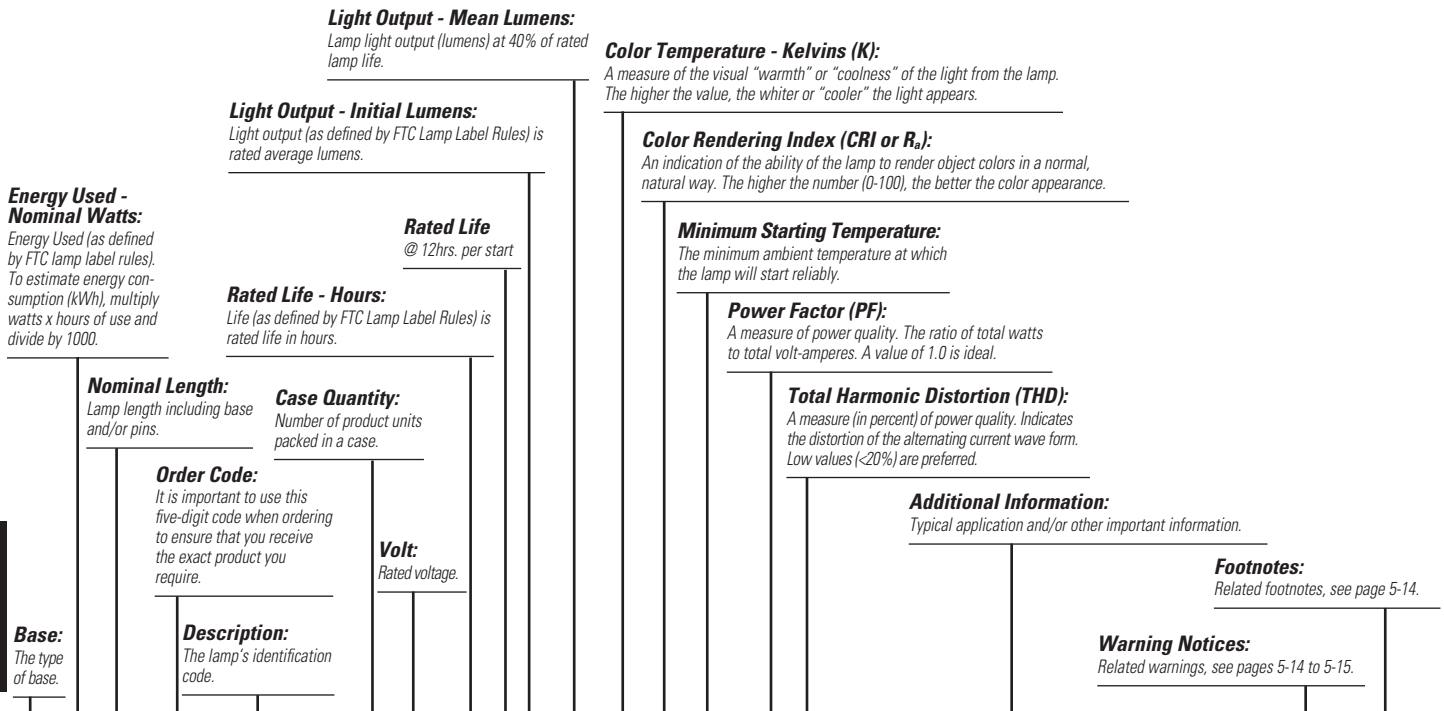 Light Output - Mean Lumens:
Lamp light output (lumens) at 40% of rated
lamp life.
Color Temperature - Kelvins (K):
A measure of the visual “warmth” or “coolness” of the light from the lamp.
The higher the value, the whiter or “cooler” the light appears.
Light Output - Initial Lumens:
Light output (as defined by FTC Lamp Label Rules) is
rated average lumens.
Color Rendering Index (CRI or Ra):
An indication of the ability of the lamp to render object colors in a normal,
natural way. The higher the number (0-100), the better the color appearance.
Energy Used -
Nominal Watts:
Energy Used (as defined
by FTC lamp label rules).
To estimate energy con-
sumption (kWh), multiply
watts x hours of use and
divide by 1000.
Rated Life
@ 12hrs. per start
Minimum Starting Temperature:
The minimum ambient temperature at which
the lamp will start reliably.
Rated Life - Hours:
Life (as defined by FTC Lamp Label Rules) is
rated life in hours.
Power Factor (PF):
A measure of power quality. The ratio of total watts
to total volt-amperes. A value of 1.0 is ideal.
Nominal Length:
Lamp length including base
and/or pins.
Case Quantity:
Number of product units
packed in a case.
Total Harmonic Distortion (THD):
A measure (in percent) of power quality. Indicates
the distortion of the alternating current wave form.
Low values (<20%) are preferred.
Order Code:
It is important to use this
five-digit code when ordering
to ensure that you receive
the exact product you
require.
Volt:
Rated voltage.
Additional Information:
Typical application and/or other important information.
Footnotes:
Related footnotes, see page 5-14.
Base:
The type
of base.
Description:
The lamp's identification
code.
Warning Notices:
Related warnings, see pages 5-14 to 5-15.